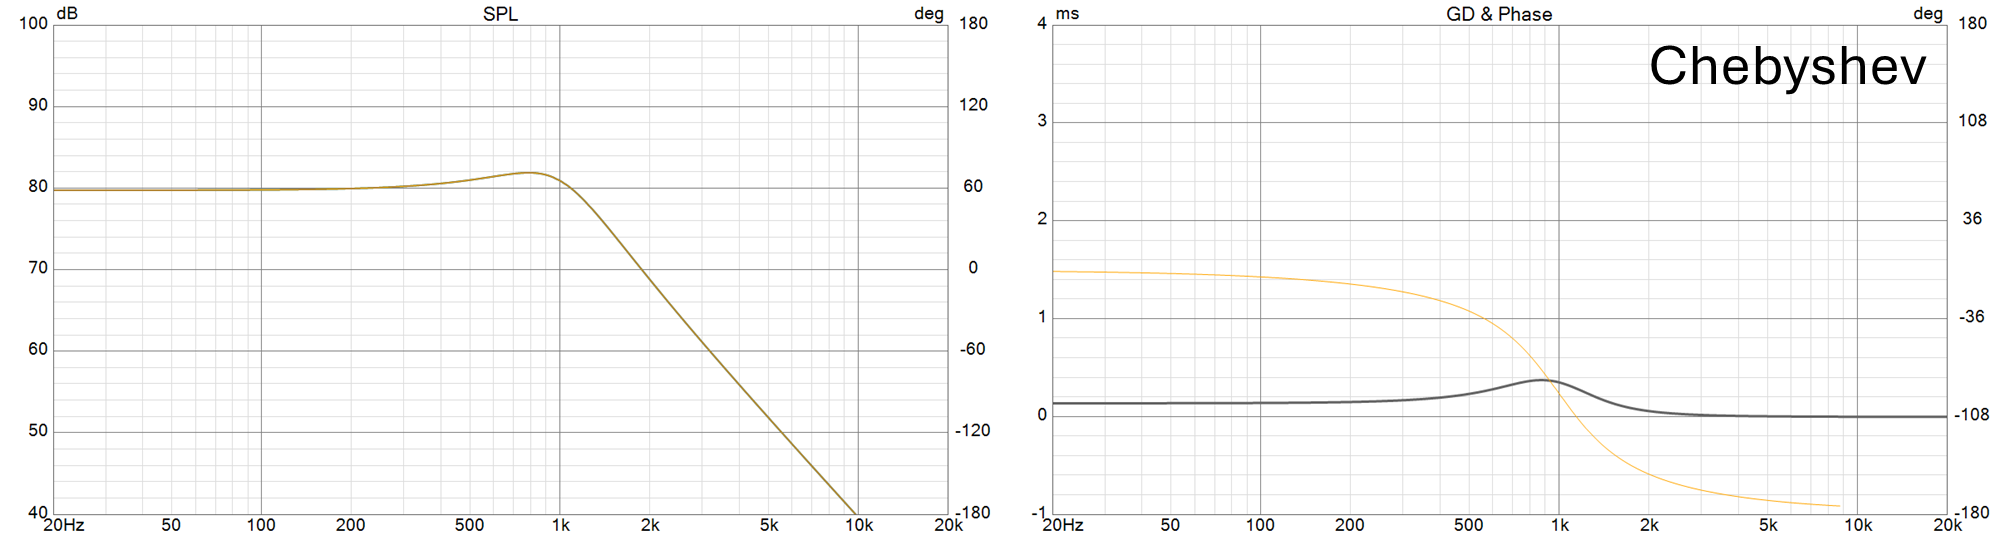 dB SPL deg
100 180
90 120
80 60
70 0
60 -60
50 -120
40 -180
20Hz 50 100 200 500 1k 2k 5k 10k 20k
ms GD & Phase deg
4 180
Chebyshev
3 108
2 36
1 -36
0 -108
-1 -180
20Hz 50 100 200 500 1k 2k 5k 10k 20k